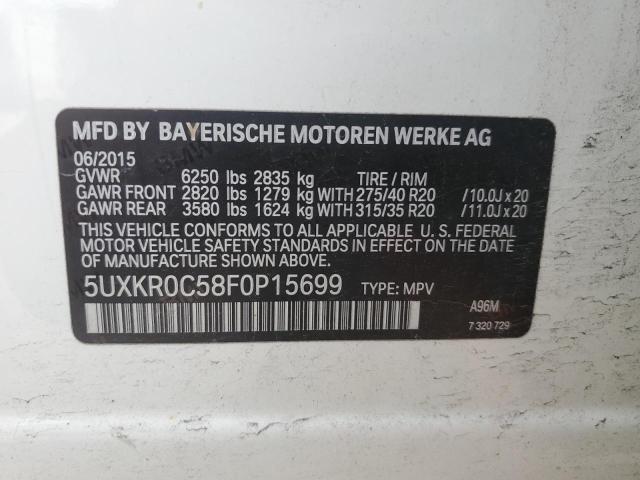 MFD BY BAYERISCHE MOTOREN WERKE AG
06/2015
GVWR 6250 lbs 2835 kg TIRE / RIM
GAWR FRONT 2820 lbs 1279 kg WITH 275/40 R20 /10.0J x 20
GAWR REAR 3580 lbs 1624 kg WITH 315/35 R20 /11.0J x 20
THIS VEHICLE CONFORMS TO ALL APPLICABLE U. S. FEDERAL
MOTOR VEHICLE SAFETY STANDARDS IN EFFECT ON THE DATE
OF MANUFACTURE SHOWN ABOVE.
5UXKR0C58F0P15699 TYPE: MPV
A96M
7 320 729